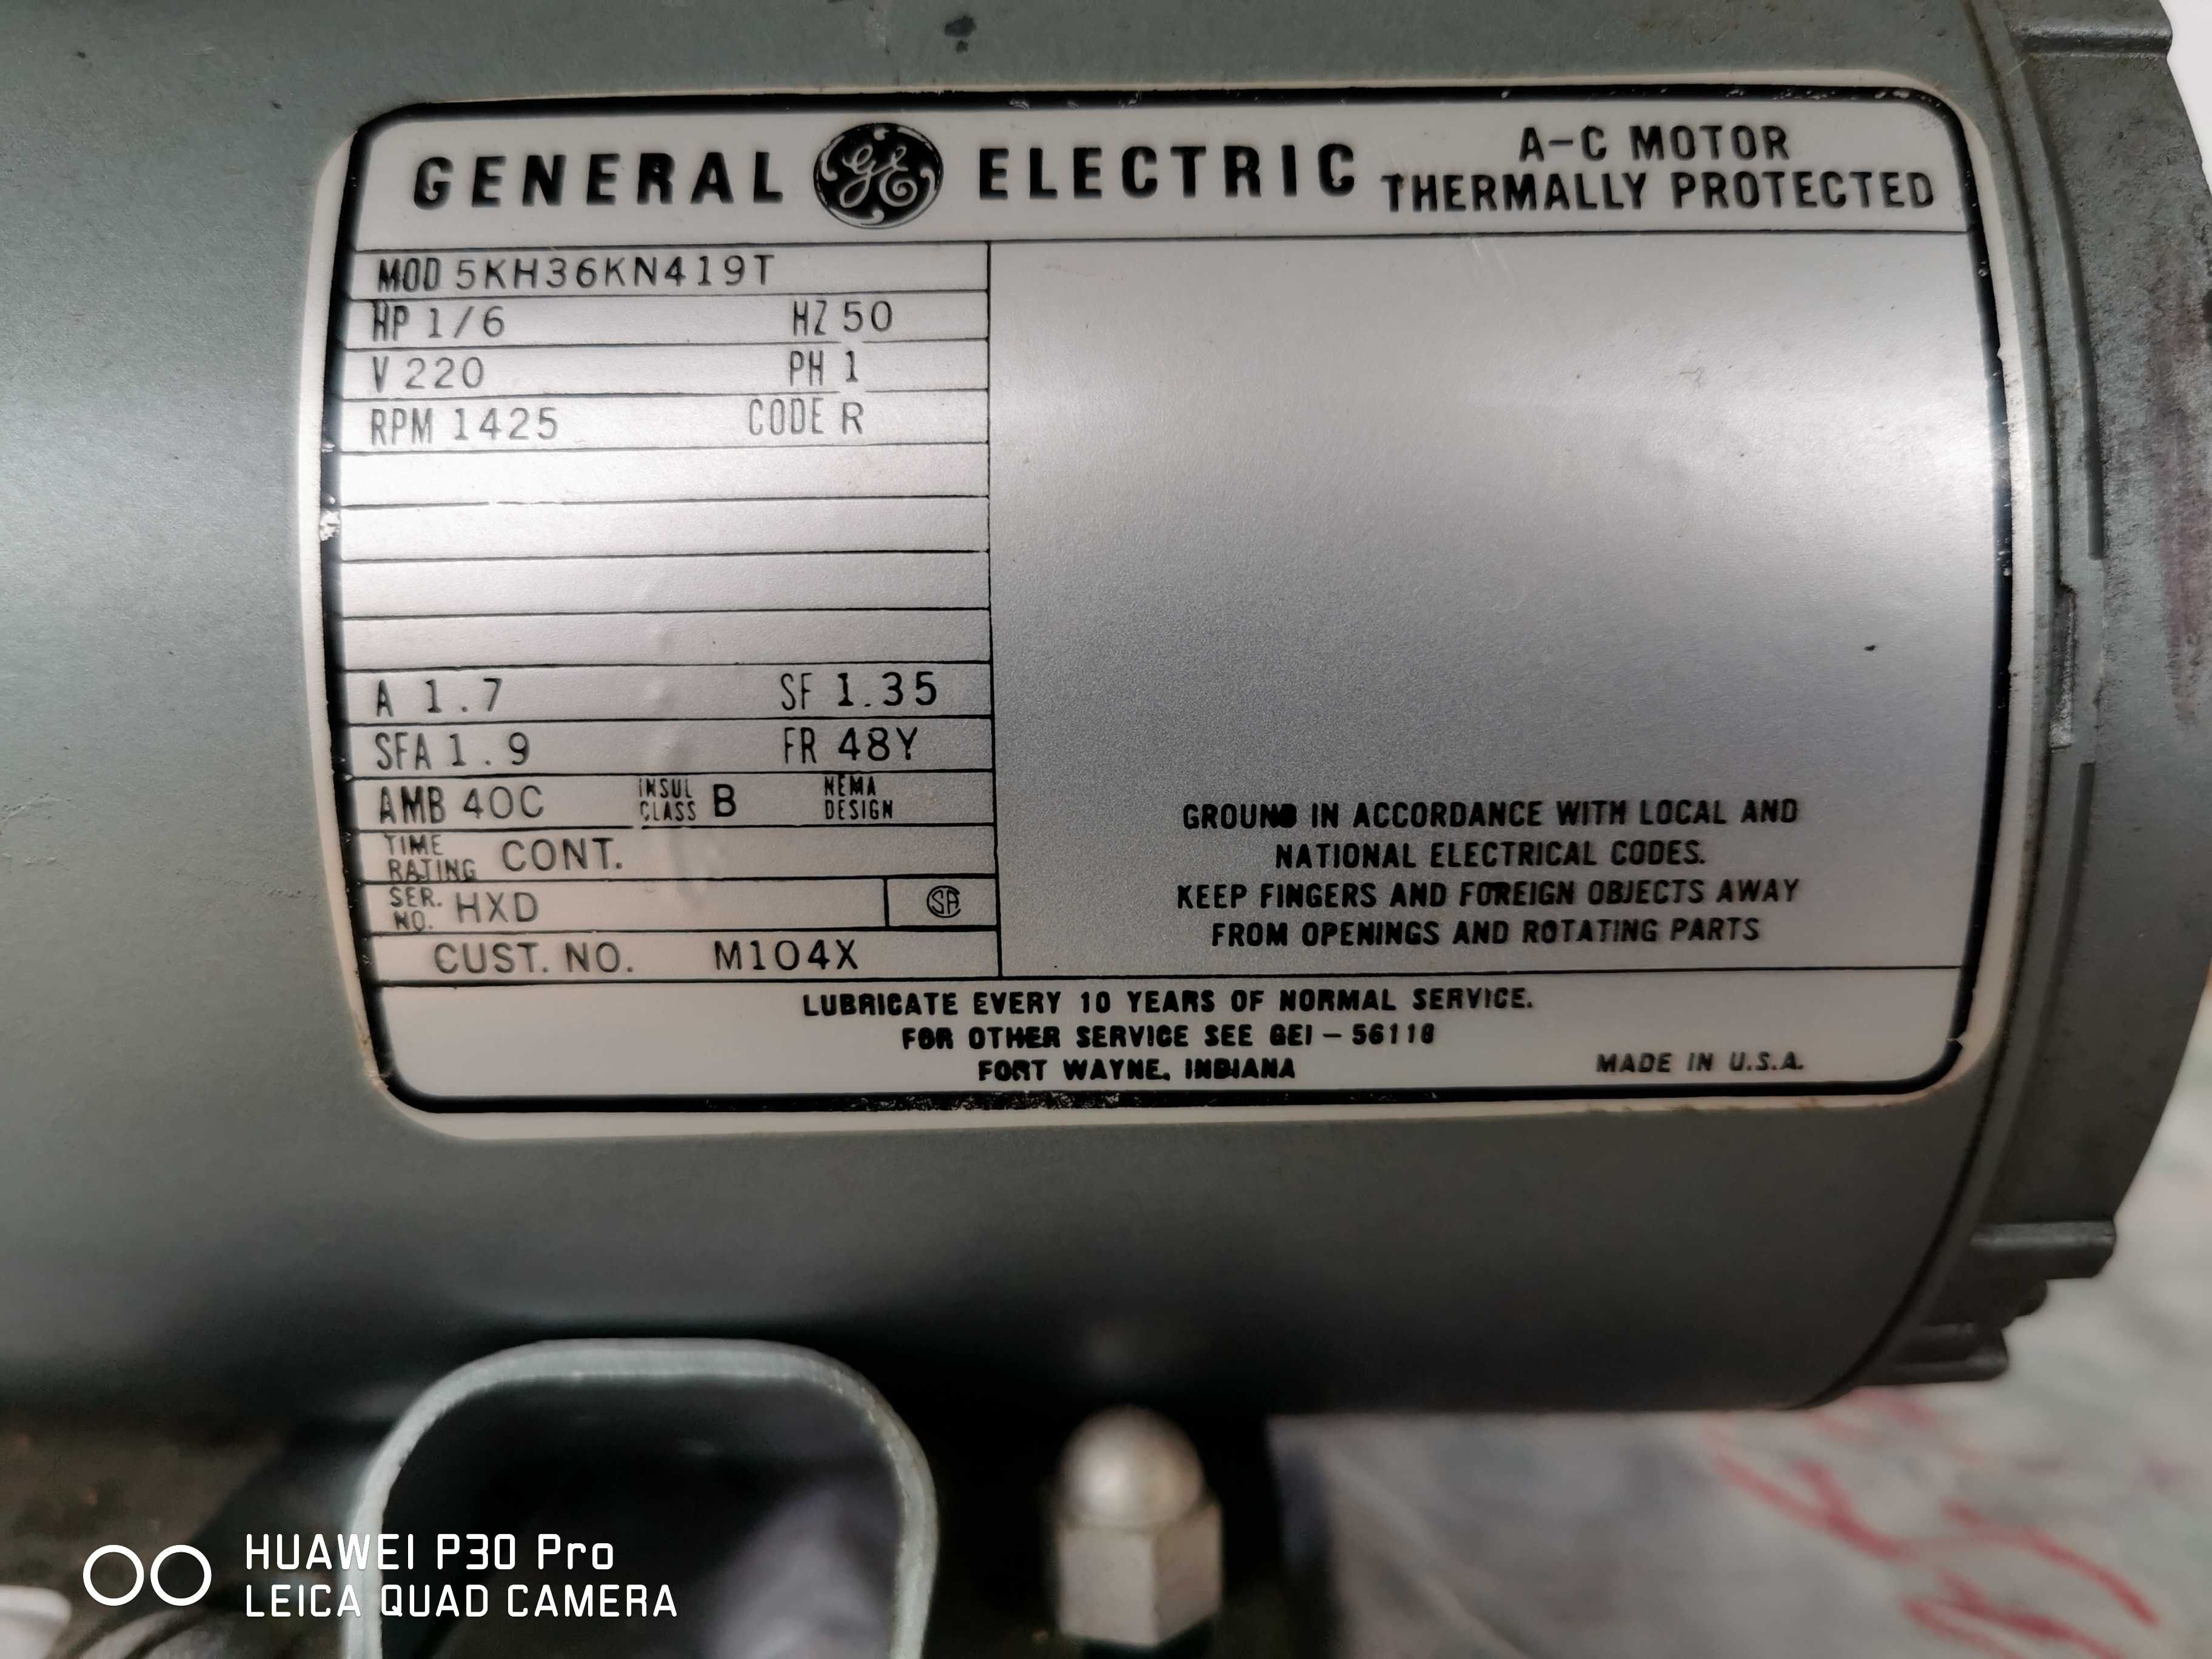 GENERAL GE ELECTRIC
A-C MOTOR
THERMALLY PROTECTED
MOD 5KH36KN419T
HP 1/6 HZ 50
V 220 PH 1
RPM 1425 CODE R
A 1.7 SF 1.35
SFA 1.9 FR 48Y
AMB 40C INSUL CLASS B NEMA DESIGN
TIME RATING CONT.
SER. NO. HXD SA
CUST. NO. M104X
GROUND IN ACCORDANCE WITH LOCAL AND
NATIONAL ELECTRICAL CODES.
KEEP FINGERS AND FOREIGN OBJECTS AWAY
FROM OPENINGS AND ROTATING PARTS
LUBRICATE EVERY 10 YEARS OF NORMAL SERVICE.
FOR OTHER SERVICE SEE GEI - 56110
FORT WAYNE, INDIANA
MADE IN U.S.A.
HUAWEI P30 Pro
LEICA QUAD CAMERA